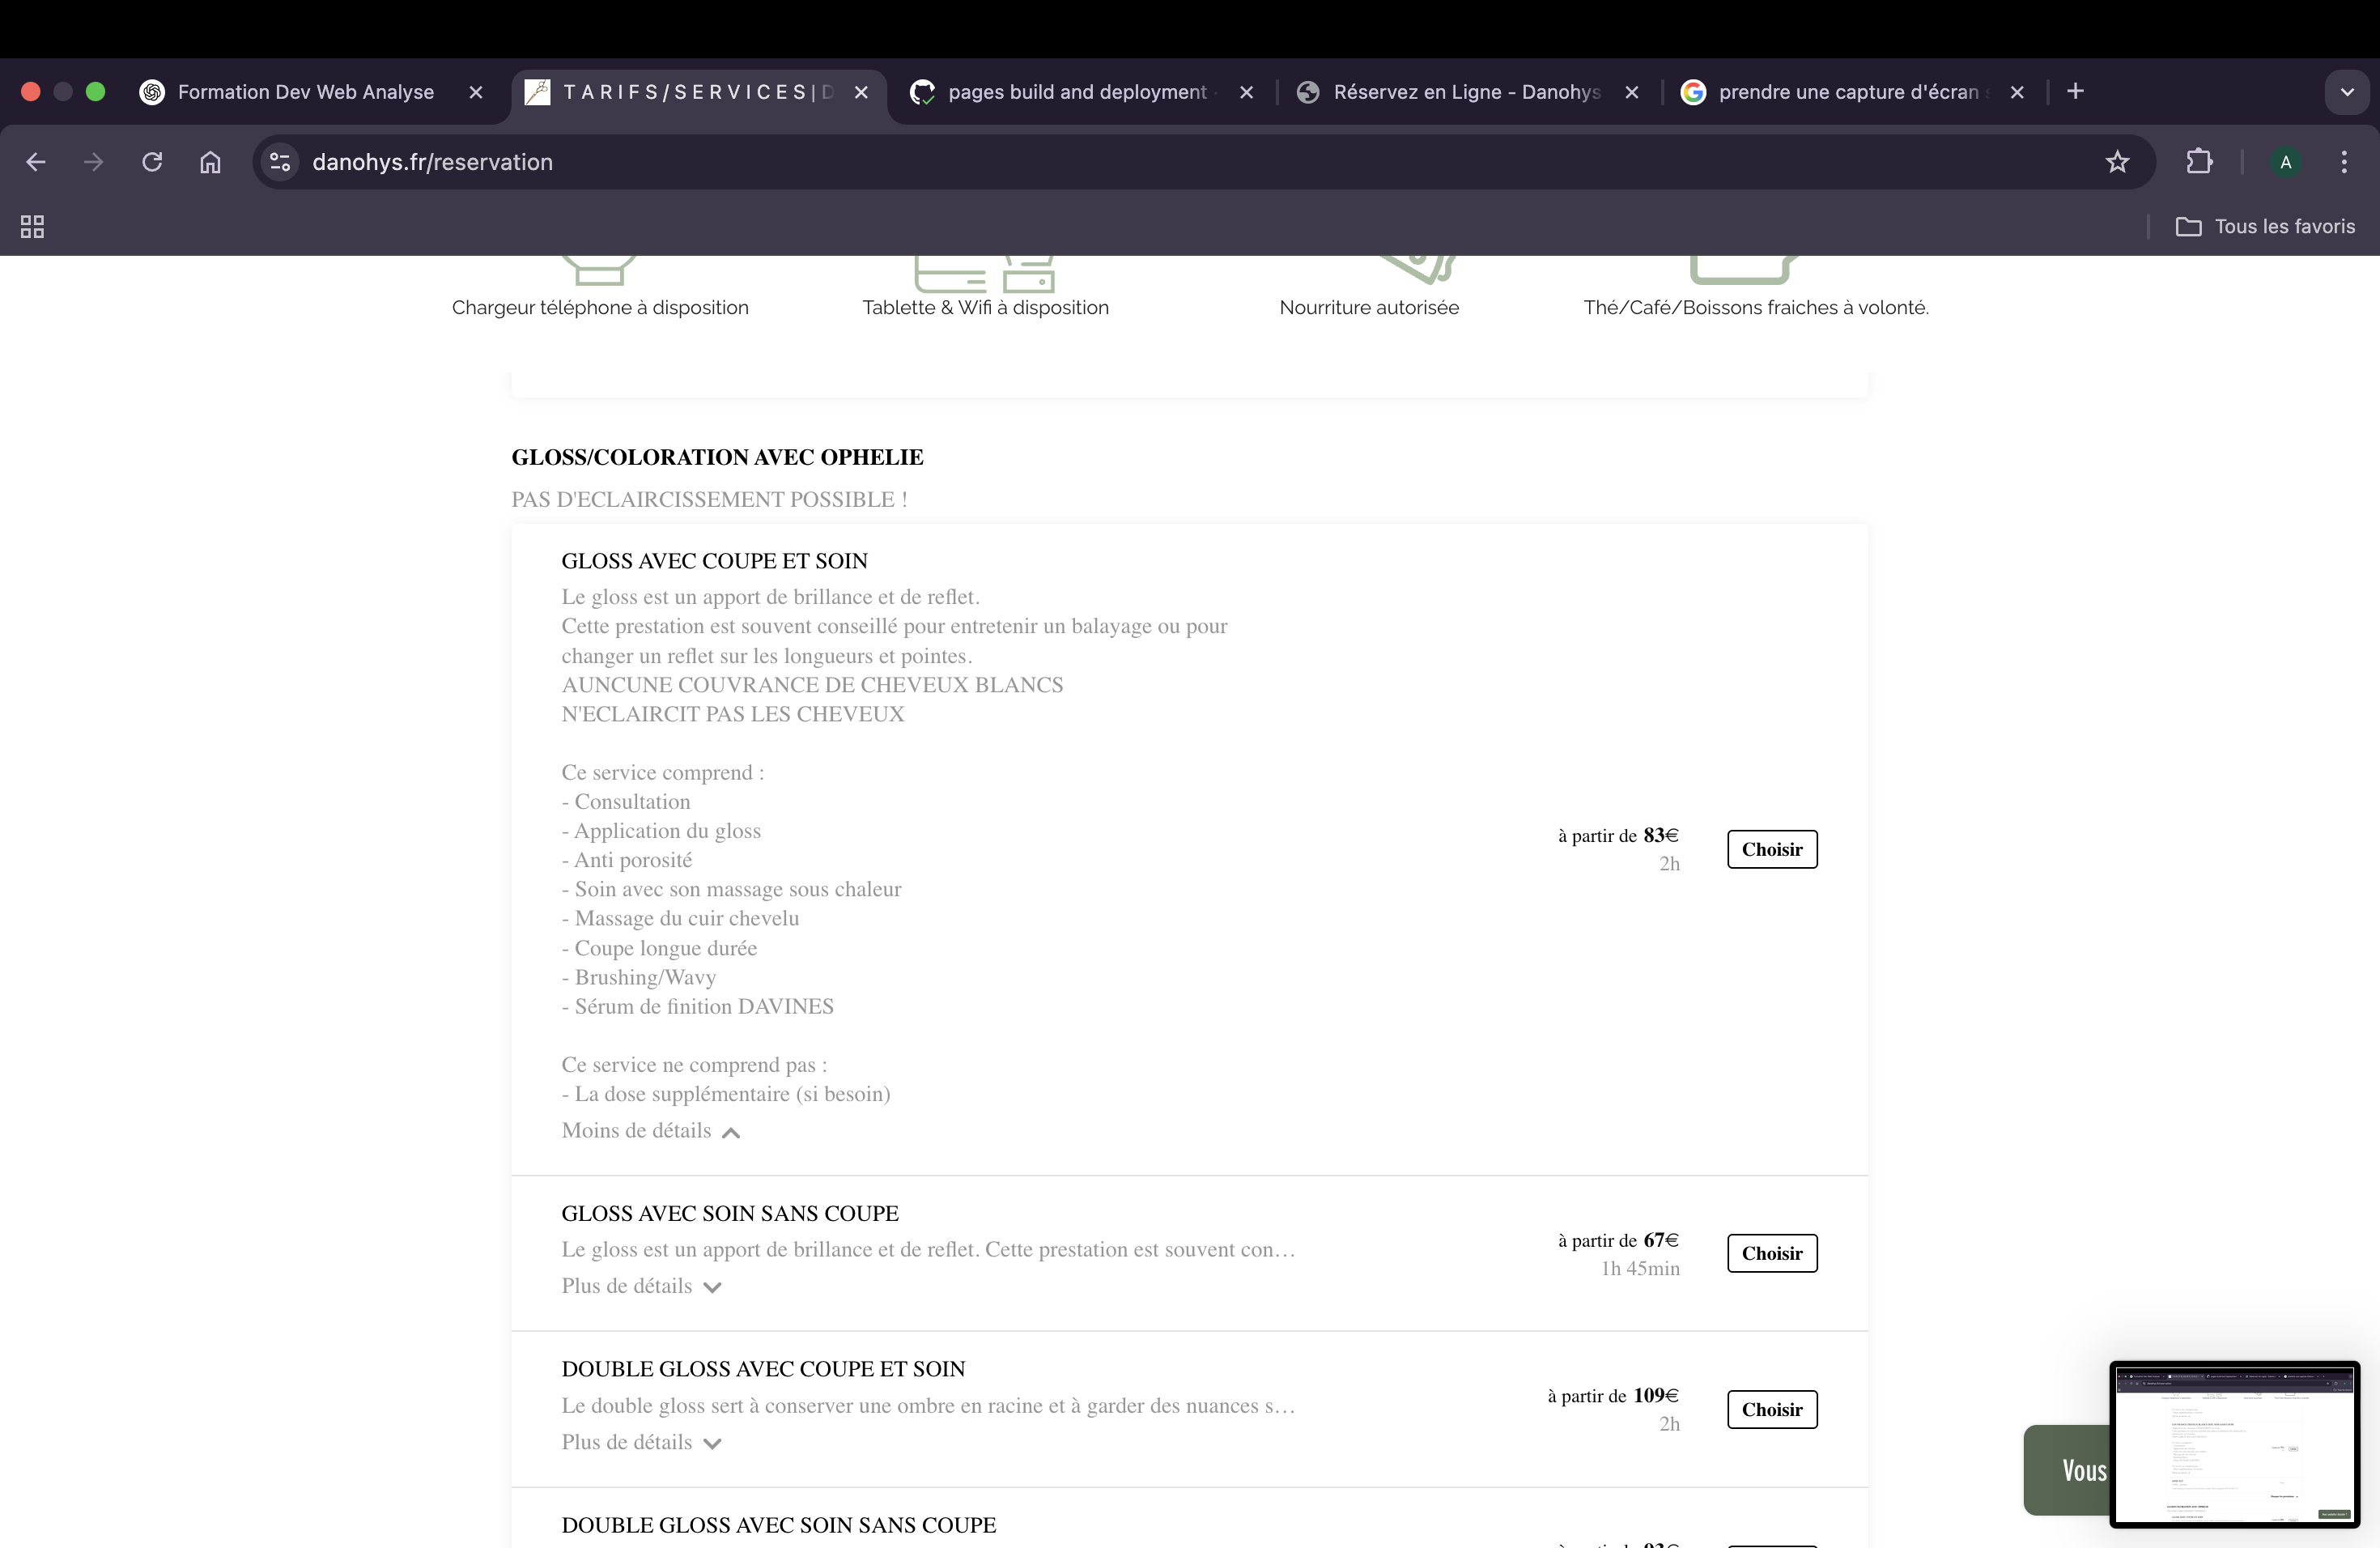 Formation Dev Web Analyse
T A R I F S / S E R V I C E S | D
pages build and deployment
Réservez en Ligne - Danohys
prendre une capture d'écran
danohys.fr/reservation
A
Tous les favoris
Chargeur téléphone à disposition
Tablette & Wifi à disposition
Nourriture autorisée
Thé/Café/Boissons fraiches à volonté.
GLOSS/COLORATION AVEC OPHELIE
PAS D'ECLAIRCISSEMENT POSSIBLE !
GLOSS AVEC COUPE ET SOIN
Le gloss est un apport de brillance et de reflet.
Cette prestation est souvent conseillé pour entretenir un balayage ou pour
changer un reflet sur les longueurs et pointes.
AUNCUNE COUVRANCE DE CHEVEUX BLANCS
N'ECLAIRCIT PAS LES CHEVEUX
Ce service comprend :
- Consultation
- Application du gloss
- Anti porosité
- Soin avec son massage sous chaleur
- Massage du cuir chevelu
- Coupe longue durée
- Brushing/Wavy
- Sérum de finition DAVINES
Ce service ne comprend pas :
- La dose supplémentaire (si besoin)
Moins de détails
à partir de 83€
2h
Choisir
GLOSS AVEC SOIN SANS COUPE
Le gloss est un apport de brillance et de reflet. Cette prestation est souvent con…
Plus de détails
à partir de 67€
1h 45min
Choisir
DOUBLE GLOSS AVEC COUPE ET SOIN
Le double gloss sert à conserver une ombre en racine et à garder des nuances s…
Plus de détails
à partir de 109€
2h
Choisir
DOUBLE GLOSS AVEC SOIN SANS COUPE
à partir de 93€
Vous